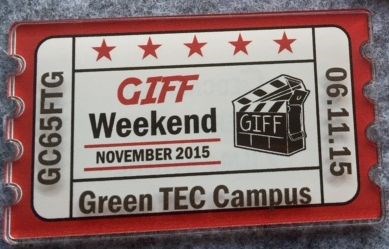 GC65FTG
GIFF
Weekend
NOVEMBER 2015
GIFF
06.11.15
Green TEC Campus